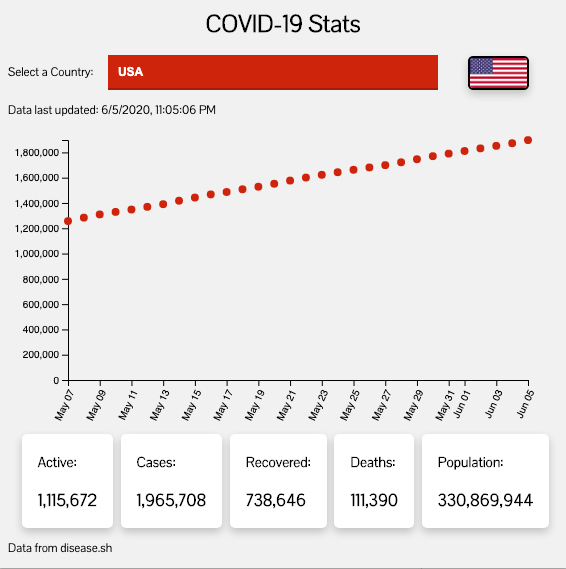 COVID-19 Stats
Select a Country: USA
Data last updated: 6/5/2020, 11:05:06 PM
1,800,000
1,600,000
1,400,000
1,200,000
1,000,000
800,000
600,000
400,000
200,000
0
May 07 May 09 May 11 May 13 May 15 May 17 May 19 May 21 May 23 May 25 May 27 May 29 May 31 Jun 01 Jun 03 Jun 05
Active: Cases: Recovered: Deaths: Population:
1,115,672 1,965,708 738,646 111,390 330,869,944
Data from disease.sh